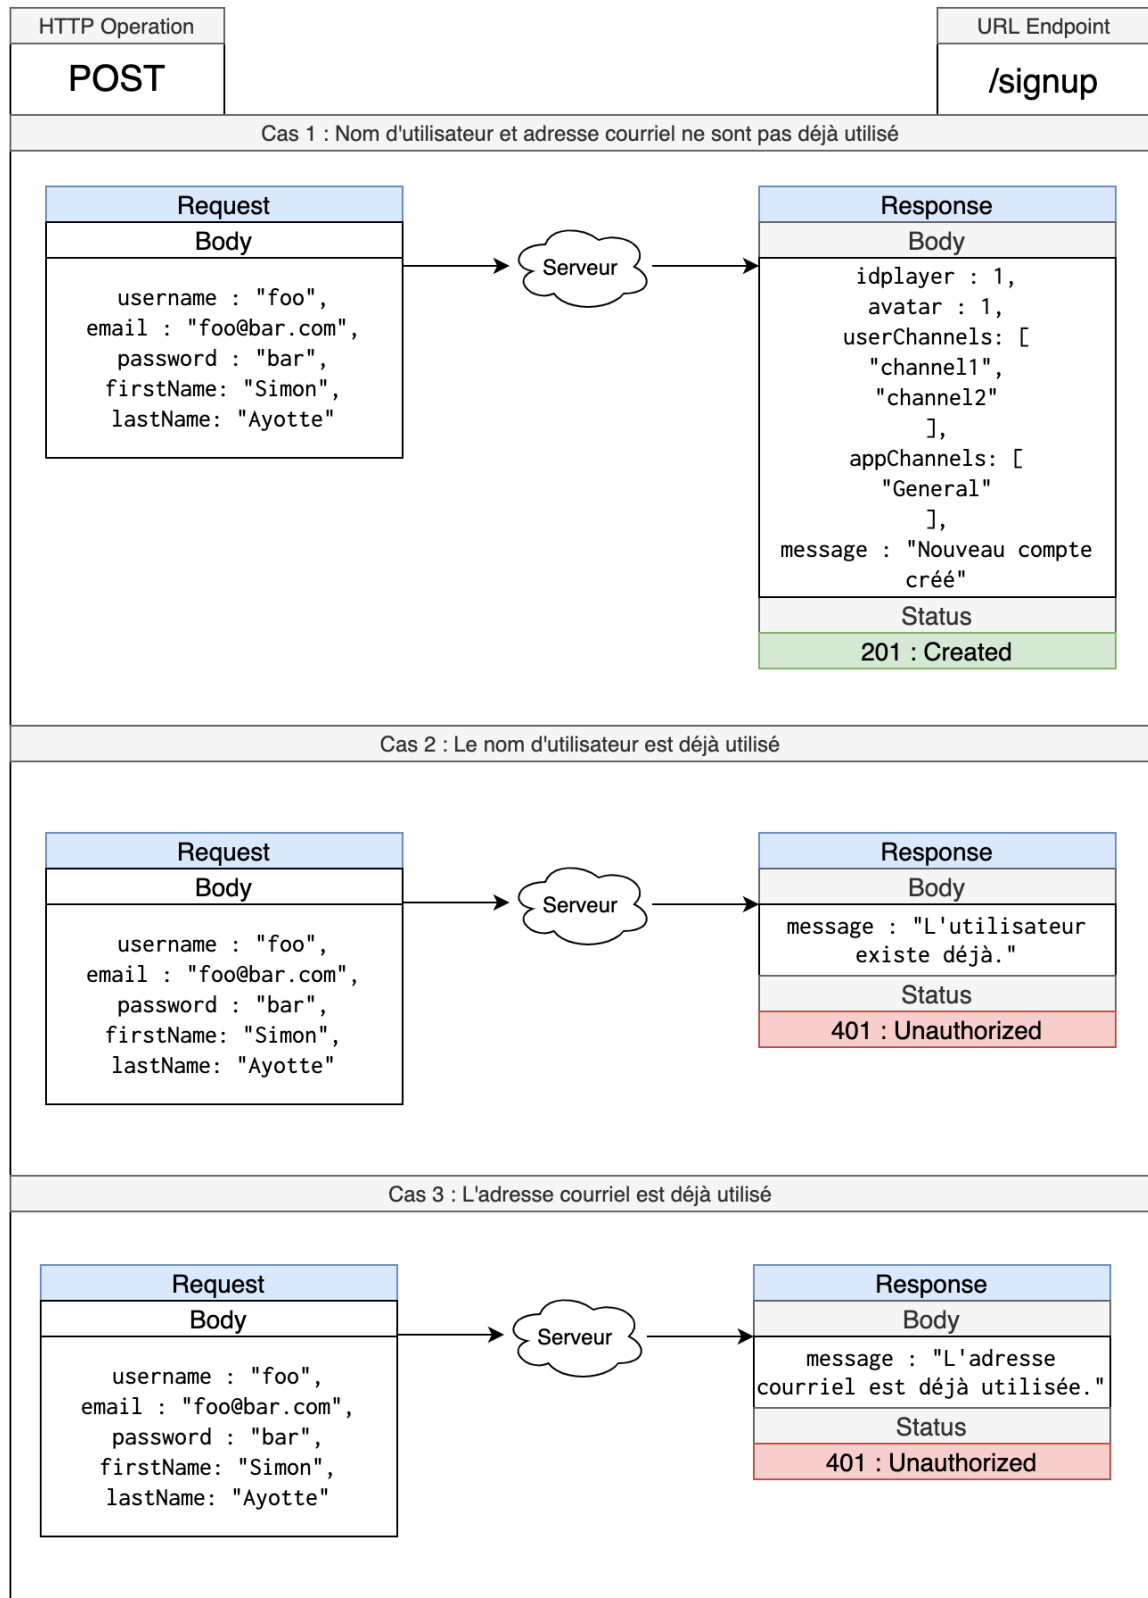 HTTP Operation
URL Endpoint
POST
/signup
Cas 1 : Nom d'utilisateur et adresse courriel ne sont pas déjà utilisé
Request
Body
username : "foo",
email : "foo@bar.com",
password : "bar",
firstName: "Simon",
lastName: "Ayotte"
Serveur
Response
Body
idplayer : 1,
avatar : 1,
userChannels: [
"channel1",
"channel2"
],
appChannels: [
"General"
],
message : "Nouveau compte
créé"
Status
201 : Created
Cas 2 : Le nom d'utilisateur est déjà utilisé
Request
Body
username : "foo",
email : "foo@bar.com",
password : "bar",
firstName: "Simon",
lastName: "Ayotte"
Serveur
Response
Body
message : "L'utilisateur
existe déjà."
Status
401 : Unauthorized
Cas 3 : L'adresse courriel est déjà utilisé
Request
Body
username : "foo",
email : "foo@bar.com",
password : "bar",
firstName: "Simon",
lastName: "Ayotte"
Serveur
Response
Body
message : "L'adresse
courriel est déjà utilisée."
Status
401 : Unauthorized